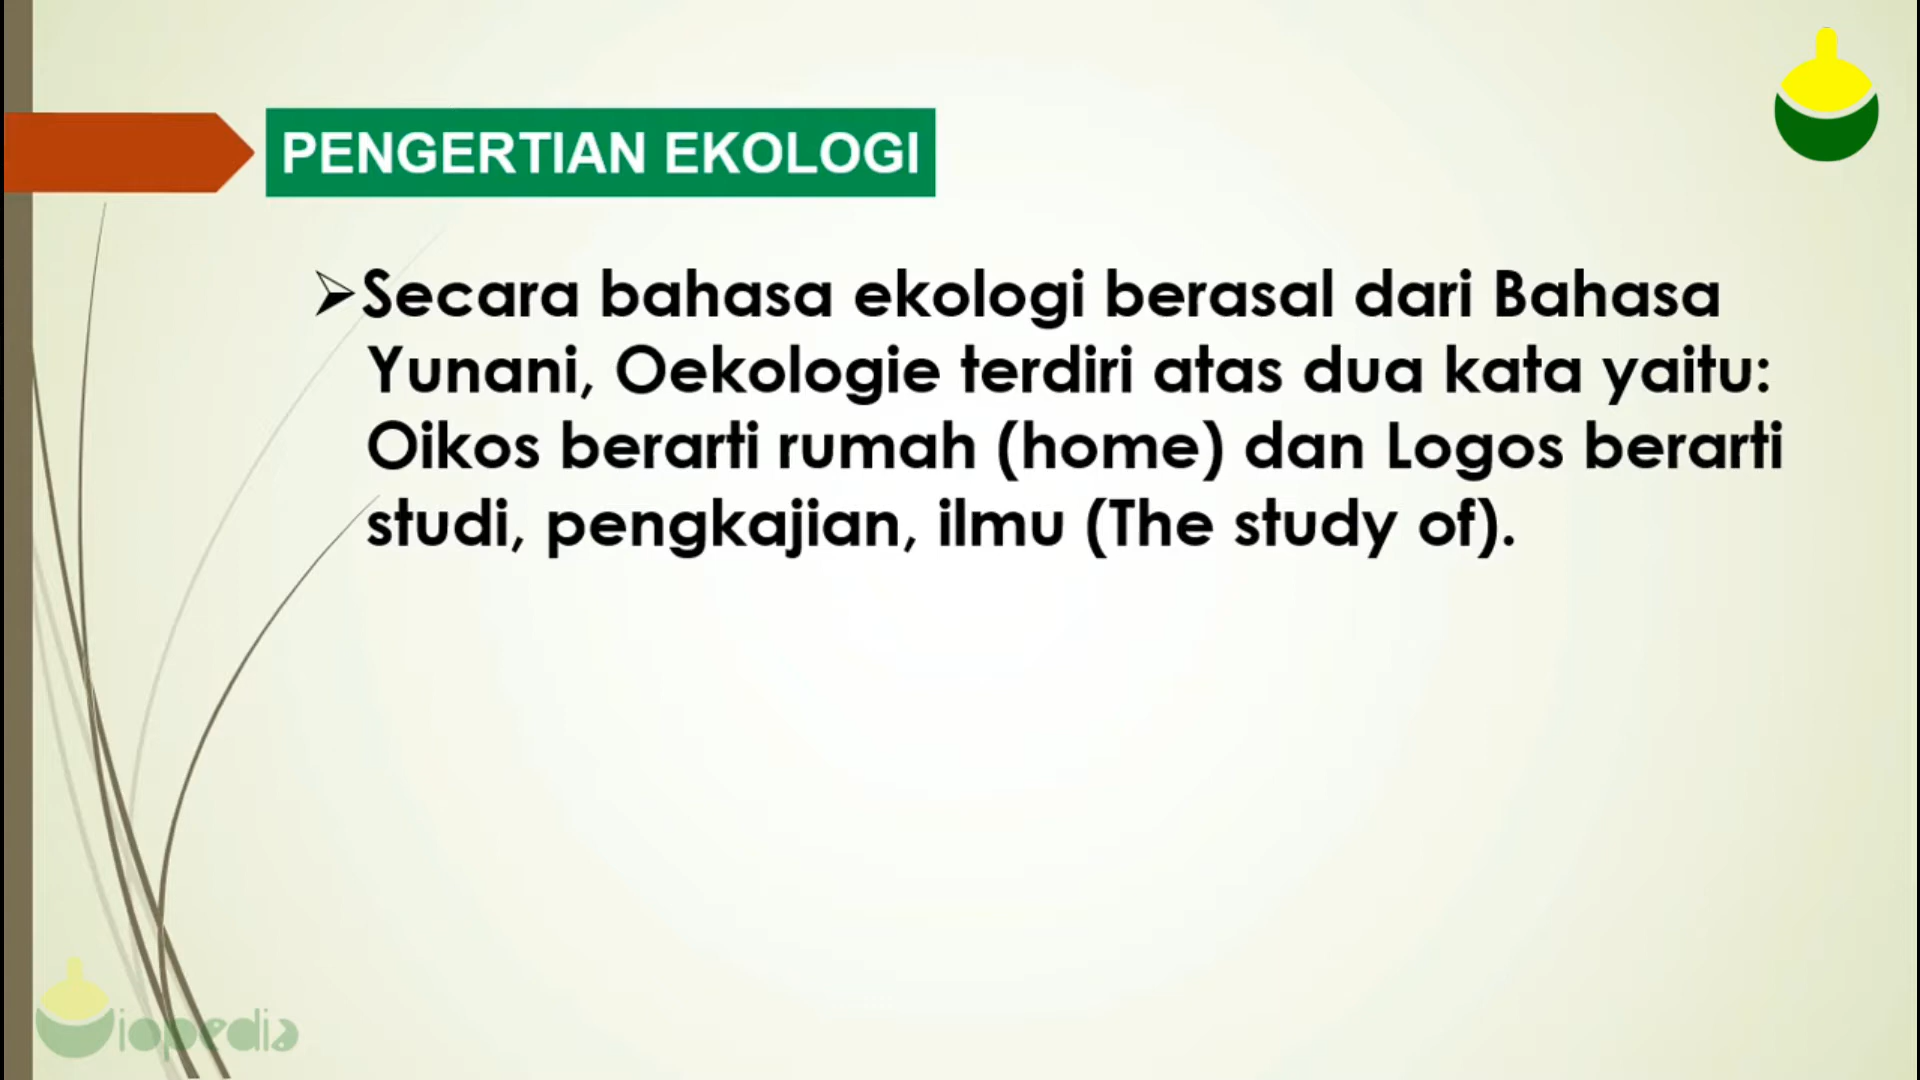 PENGERTIAN EKOLOGI
➢Secara bahasa ekologi berasal dari Bahasa
Yunani, Oekologie terdiri atas dua kata yaitu:
Oikos berarti rumah (home) dan Logos berarti
studi, pengkajian, ilmu (The study of).
iopedia